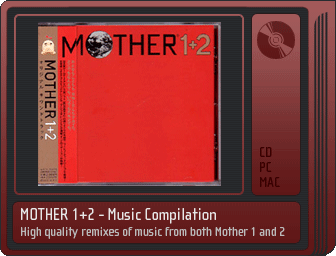 MOTHER 1+2
MOTHER 1+2
CD
PC
MAC
MOTHER 1+2 - Music Compilation
High quality remixes of music from both Mother 1 and 2